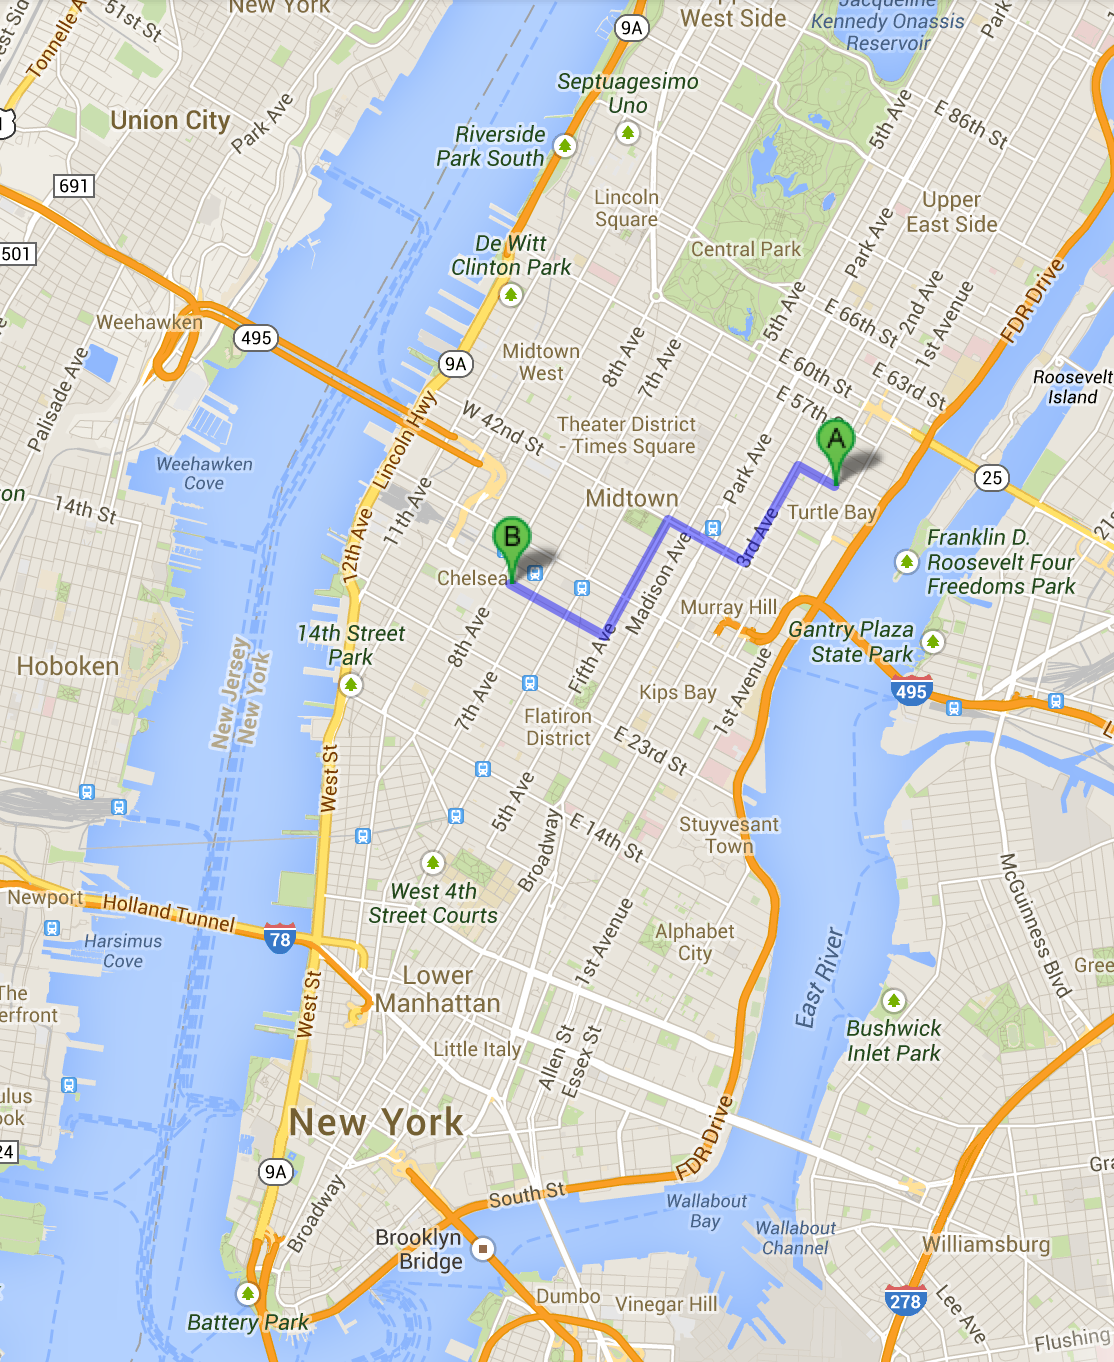 New York
51st St
Tonnelle A
9A
West Side
Jacqueline
Kennedy Onassis
Reservoir
Park
Septuagesimo
Uno
Union City
Park Ave
1
Riverside
Park South
5th Ave
E 86th St
691
Lincoln
Square
Upper
East Side
501
De Witt
Clinton Park
Central Park
Park Ave
2nd Ave
1st Avenue
FDR Drive
5th Ave
E 66th St
Weehawken
495
9A
Midtown
West
8th Ave
7th Ave
E 60th St
E 63rd St
Roosevelt
Island
Palisade Ave
Lincoln Hwy
W 42nd St
Theater District
- Times Square
E 57th
A
Park Ave
25
Weehawken
Cove
14th St
11th Ave
Midtown
3rd Ave
Turtle Bay
21s
12th Ave
B
Chelsea
Madison Ave
Franklin D.
Roosevelt Four
Freedoms Park
Murray Hill
14th Street
Park
8th Ave
Fifth Ave
Gantry Plaza
State Park
Hoboken
New Jersey
New York
7th Ave
Kips Bay
1st Avenue
495
Flatiron
District
E 23rd St
West St
5th Ave
Broadway
E 14th St
Stuyvesant
Town
West 4th
Street Courts
McGuinness Blvd
Newport
Holland Tunnel
78
Harsimus
Cove
1st Avenue
Alphabet
City
East River
Gree
The
erfront
West St
Lower
Manhattan
Bushwick
Inlet Park
Little Italy
Allen St
Essex St
ulus
ook
New York
FDR Drive
24
9A
Broadway
South St
Wallabout
Bay
Wallabout
Channel
Gra
Brooklyn
Bridge
Williamsburg
Battery Park
Dumbo
Vinegar Hill
278
Lee Ave
Flushing